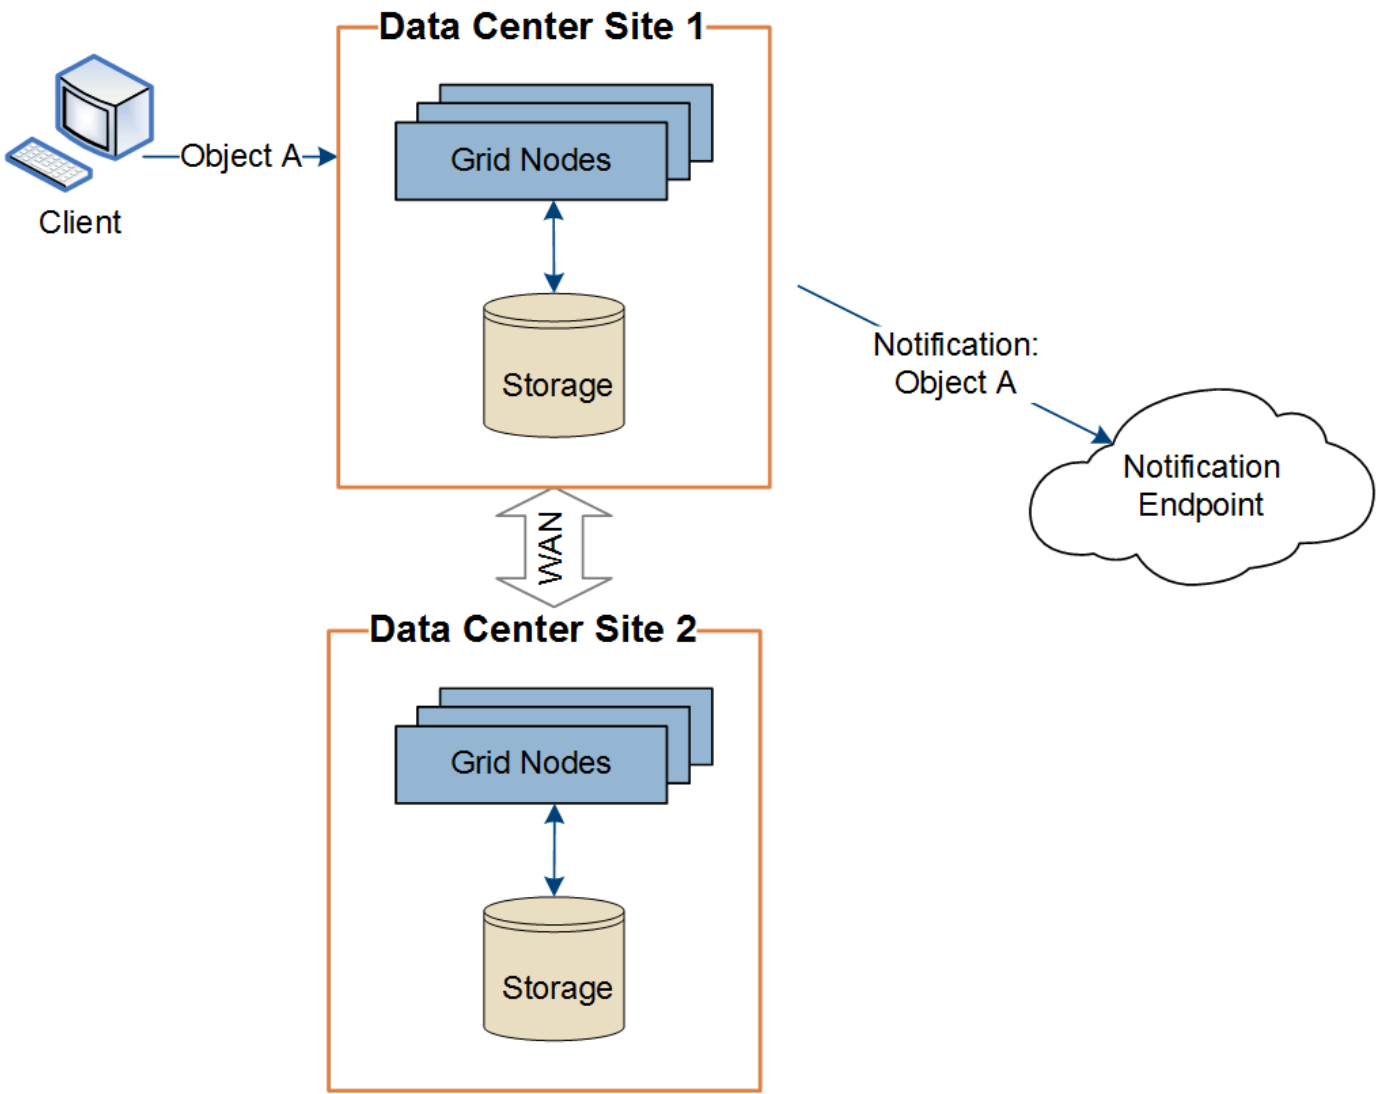 Data Center Site 1
Object A
Client
Grid Nodes
Storage
Notification:
Object A
Notification
Endpoint
WAN
Data Center Site 2
Grid Nodes
Storage